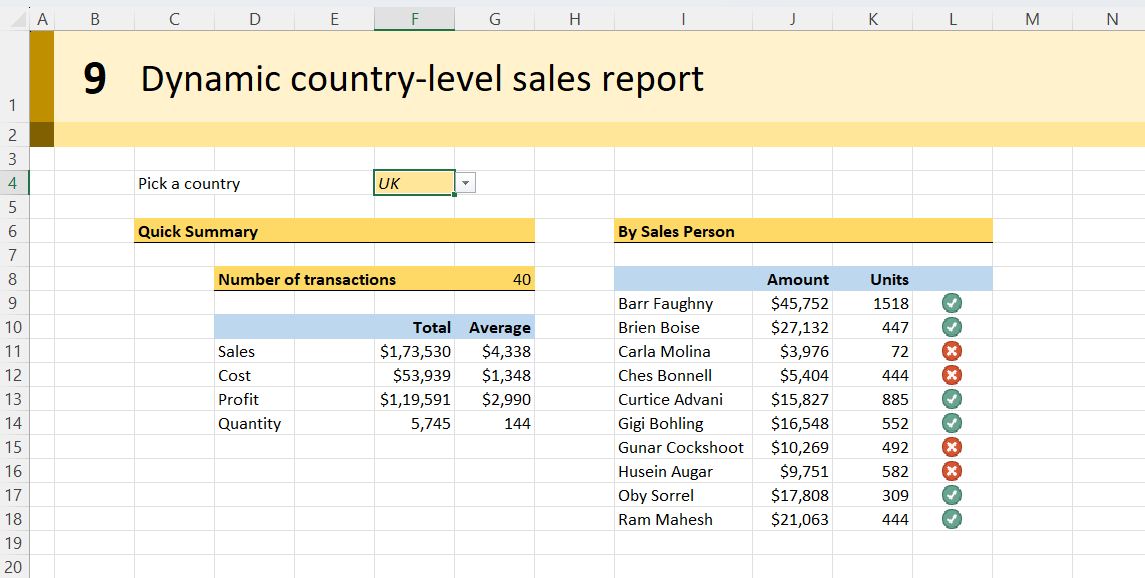 A B C D E F G H I J K L M N
1 9 Dynamic country-level sales report
2
3
4 Pick a country UK
5
6 Quick Summary By Sales Person
7
8 Number of transactions 40 Amount Units
9 Barr Faughny $45,752 1518
10 Total Average Brien Boise $27,132 447
11 Sales $1,73,530 $4,338 Carla Molina $3,976 72
12 Cost $53,939 $1,348 Ches Bonnell $5,404 444
13 Profit $1,19,591 $2,990 Curtice Advani $15,827 885
14 Quantity 5,745 144 Gigi Bohling $16,548 552
15 Gunar Cockshoot $10,269 492
16 Husein Augar $9,751 582
17 Oby Sorrel $17,808 309
18 Ram Mahesh $21,063 444
19
20